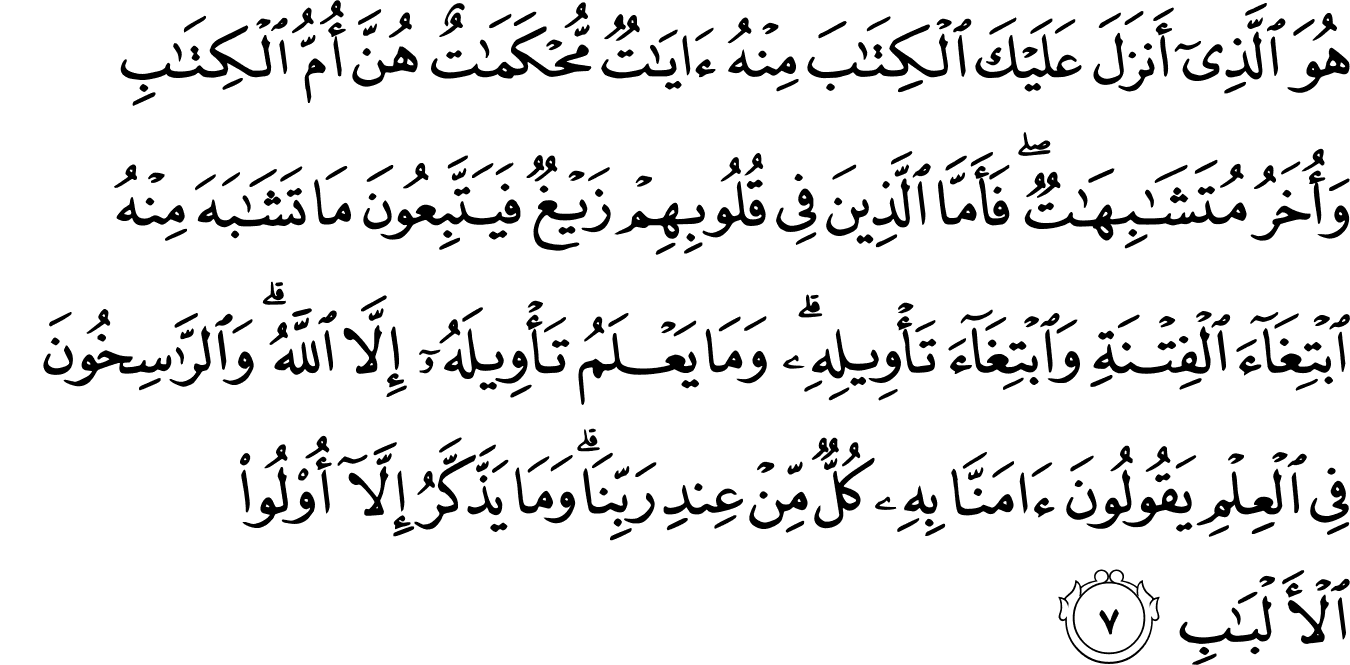 هُوَ ٱلَّذِىٓ أَنزَلَ عَلَيْكَ ٱلْكِتَٰبَ مِنْهُ ءَايَٰتٌ مُّحْكَمَٰتٌ هُنَّ أُمُّ ٱلْكِتَٰبِ
وَأُخَرُ مُتَشَٰبِهَٰتٌ ۖ فَأَمَّا ٱلَّذِينَ فِى قُلُوبِهِمْ زَيْغٌ فَيَتَّبِعُونَ مَا تَشَٰبَهَ مِنْهُ
ٱبْتِغَآءَ ٱلْفِتْنَةِ وَٱبْتِغَآءَ تَأْوِيلِهِۦ ۗ وَمَا يَعْلَمُ تَأْوِيلَهُۥٓ إِلَّا ٱللَّهُ ۗ وَٱلرَّٰسِخُونَ
فِى ٱلْعِلْمِ يَقُولُونَ ءَامَنَّا بِهِۦ كُلٌّ مِّنْ عِندِ رَبِّنَا ۗ وَمَا يَذَّكَّرُ إِلَّآ أُو۟لُوا۟
ٱلْأَلْبَٰبِ ٧